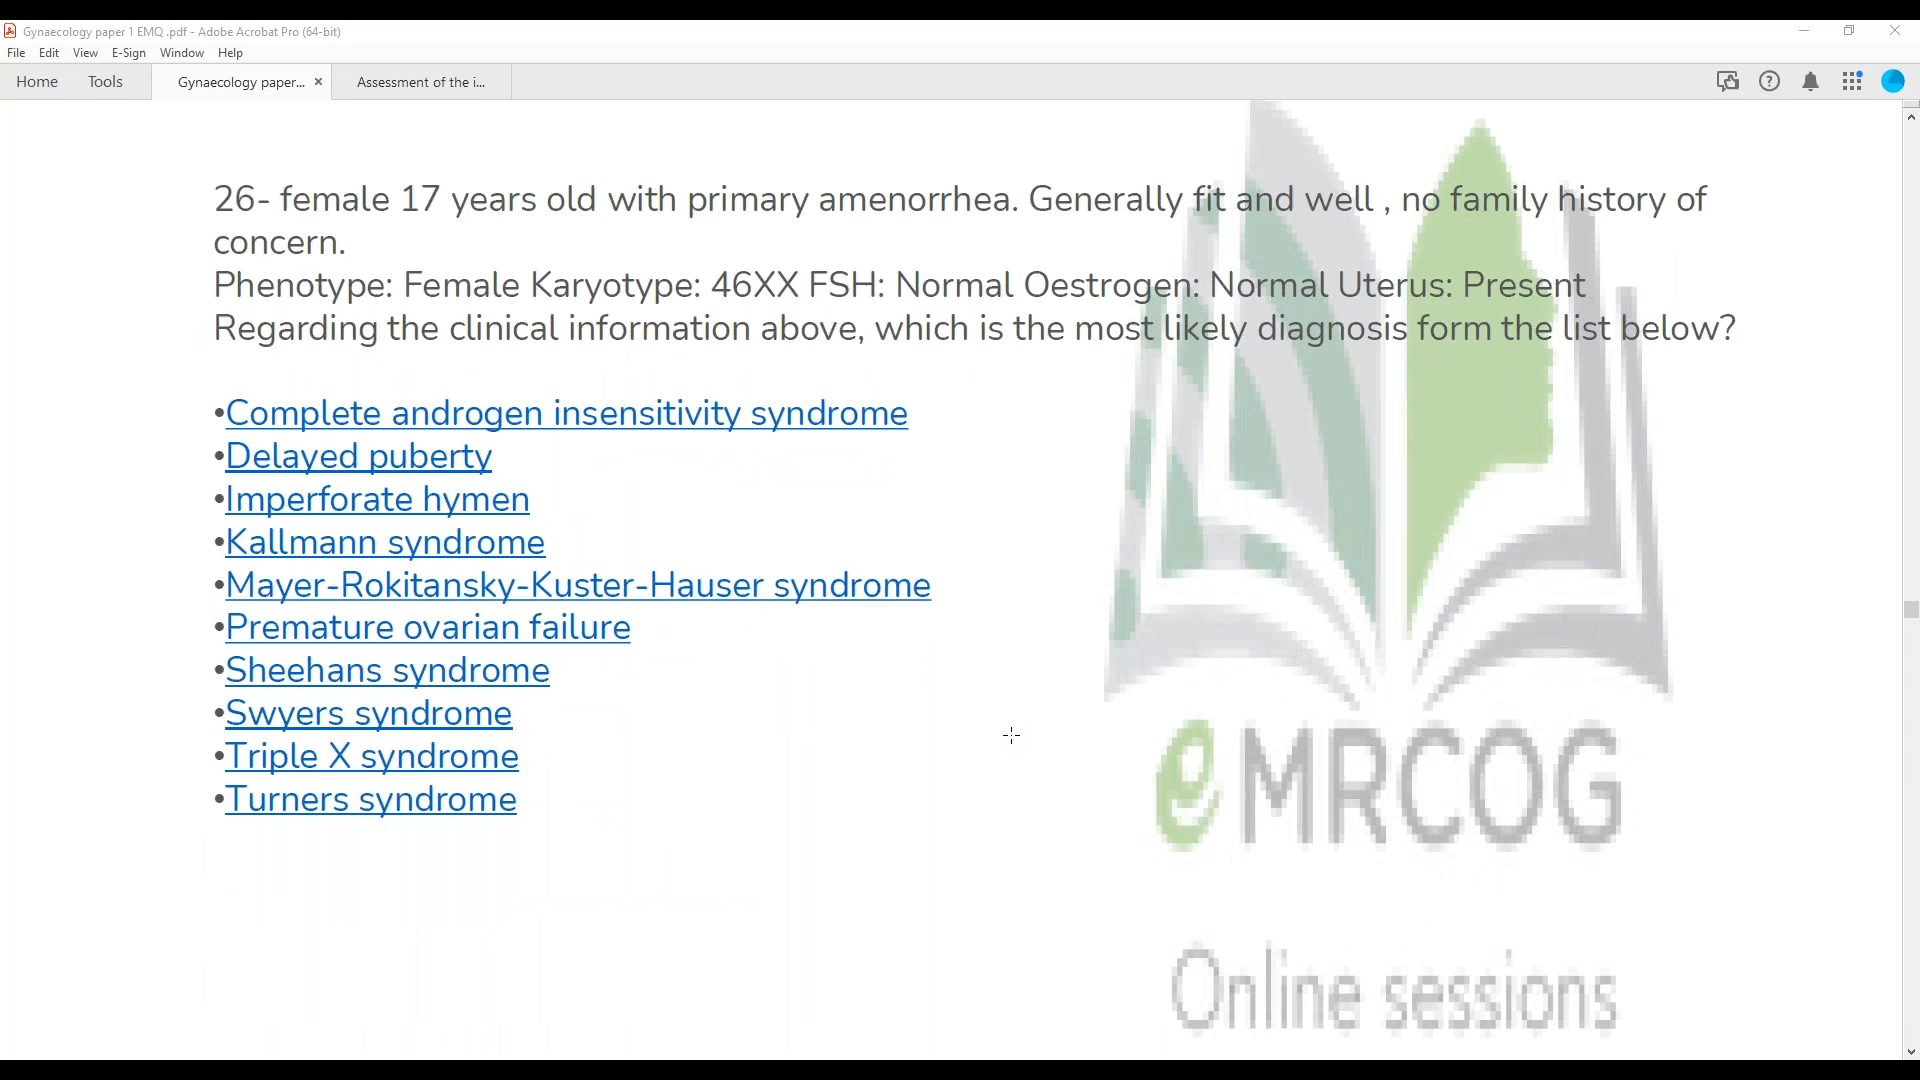 Gynaecology paper 1 EMQ .pdf - Adobe Acrobat Pro (64-bit)
File Edit View E-Sign Window Help
Home Tools Gynaecology paper... × Assessment of the i...
26- female 17 years old with primary amenorrhea. Generally fit and well , no family history of
concern.
Phenotype: Female Karyotype: 46XX FSH: Normal Oestrogen: Normal Uterus: Present
Regarding the clinical information above, which is the most likely diagnosis form the list below?
•Complete androgen insensitivity syndrome
•Delayed puberty
•Imperforate hymen
•Kallmann syndrome
•Mayer-Rokitansky-Kuster-Hauser syndrome
•Premature ovarian failure
•Sheehans syndrome
•Swyers syndrome
•Triple X syndrome
•Turners syndrome
eMRCOG
Online sessions